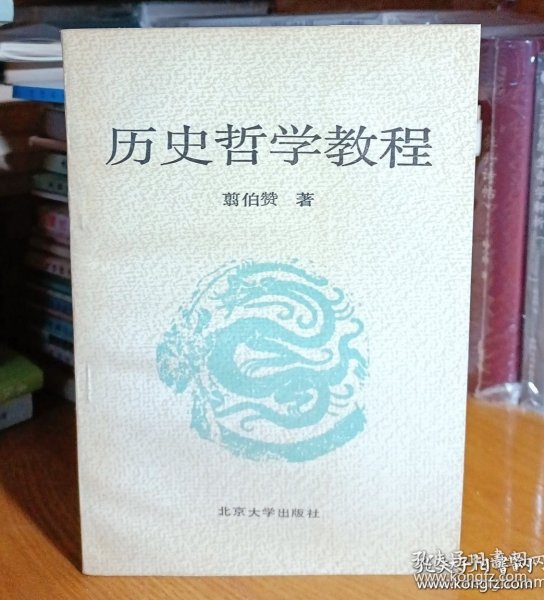 历史哲学教程
翦伯赞 著
北京大学出版社
孔夫子旧书网
www.kongfz.com